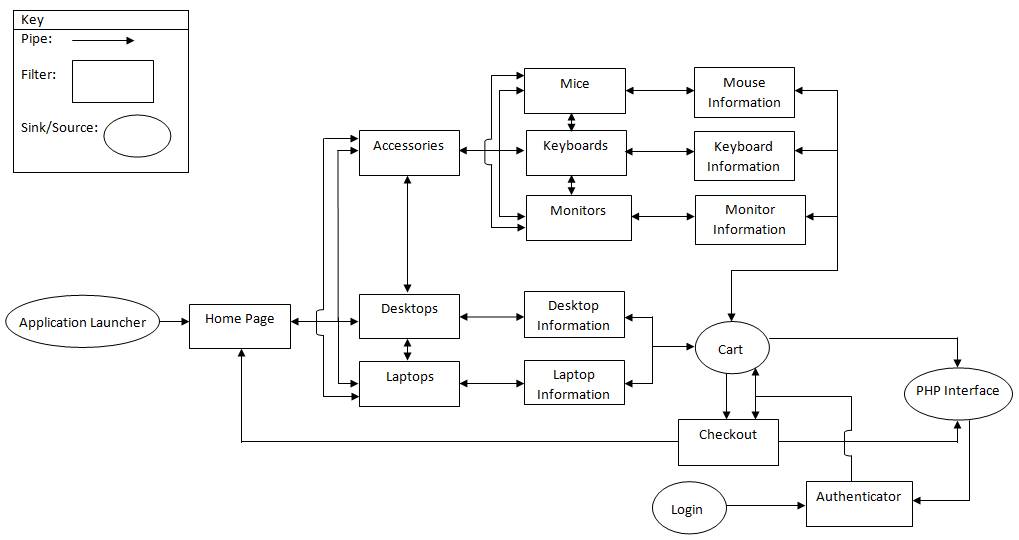 Key
Pipe:
Filter:
Sink/Source:
Mice
Mouse
Information
Accessories
Keyboards
Keyboard
Information
Monitors
Monitor
Information
Application Launcher
Home Page
Desktops
Desktop
Information
Laptops
Laptop
Information
Cart
PHP Interface
Checkout
Login
Authenticator